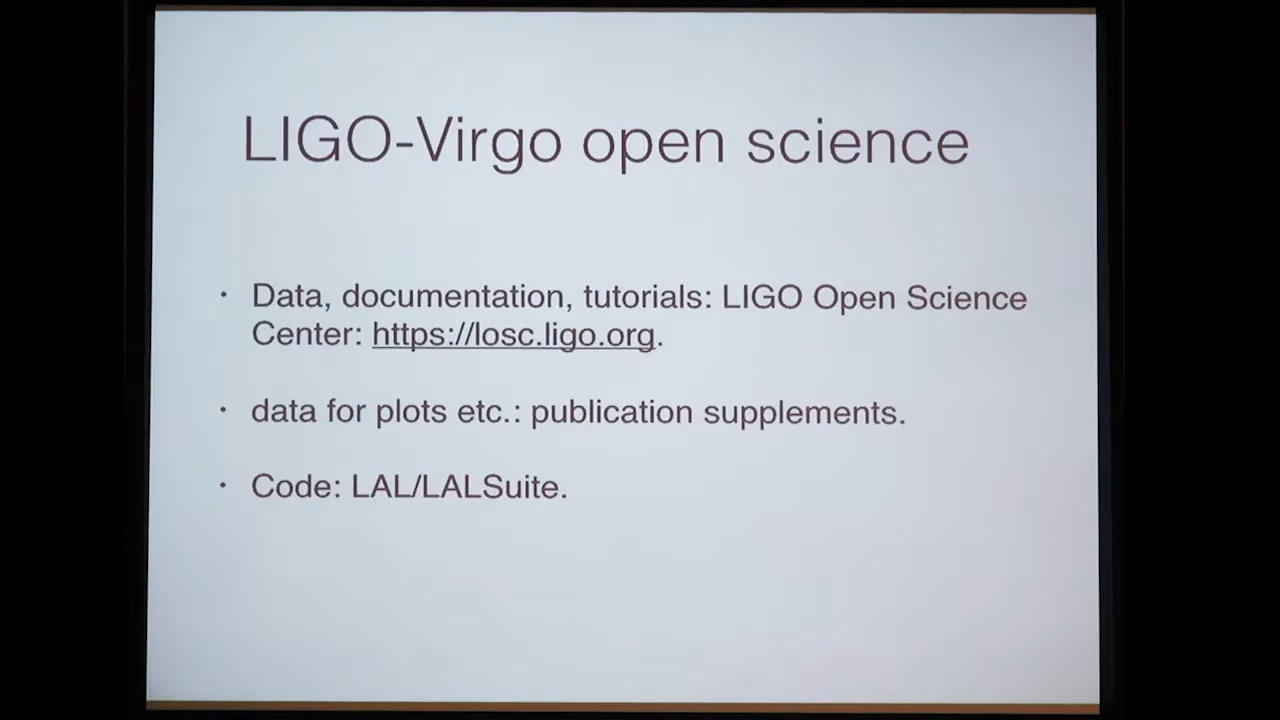 LIGO-Virgo open science
• Data, documentation, tutorials: LIGO Open Science
Center: https://losc.ligo.org.
• data for plots etc.: publication supplements.
• Code: LAL/LALSuite.